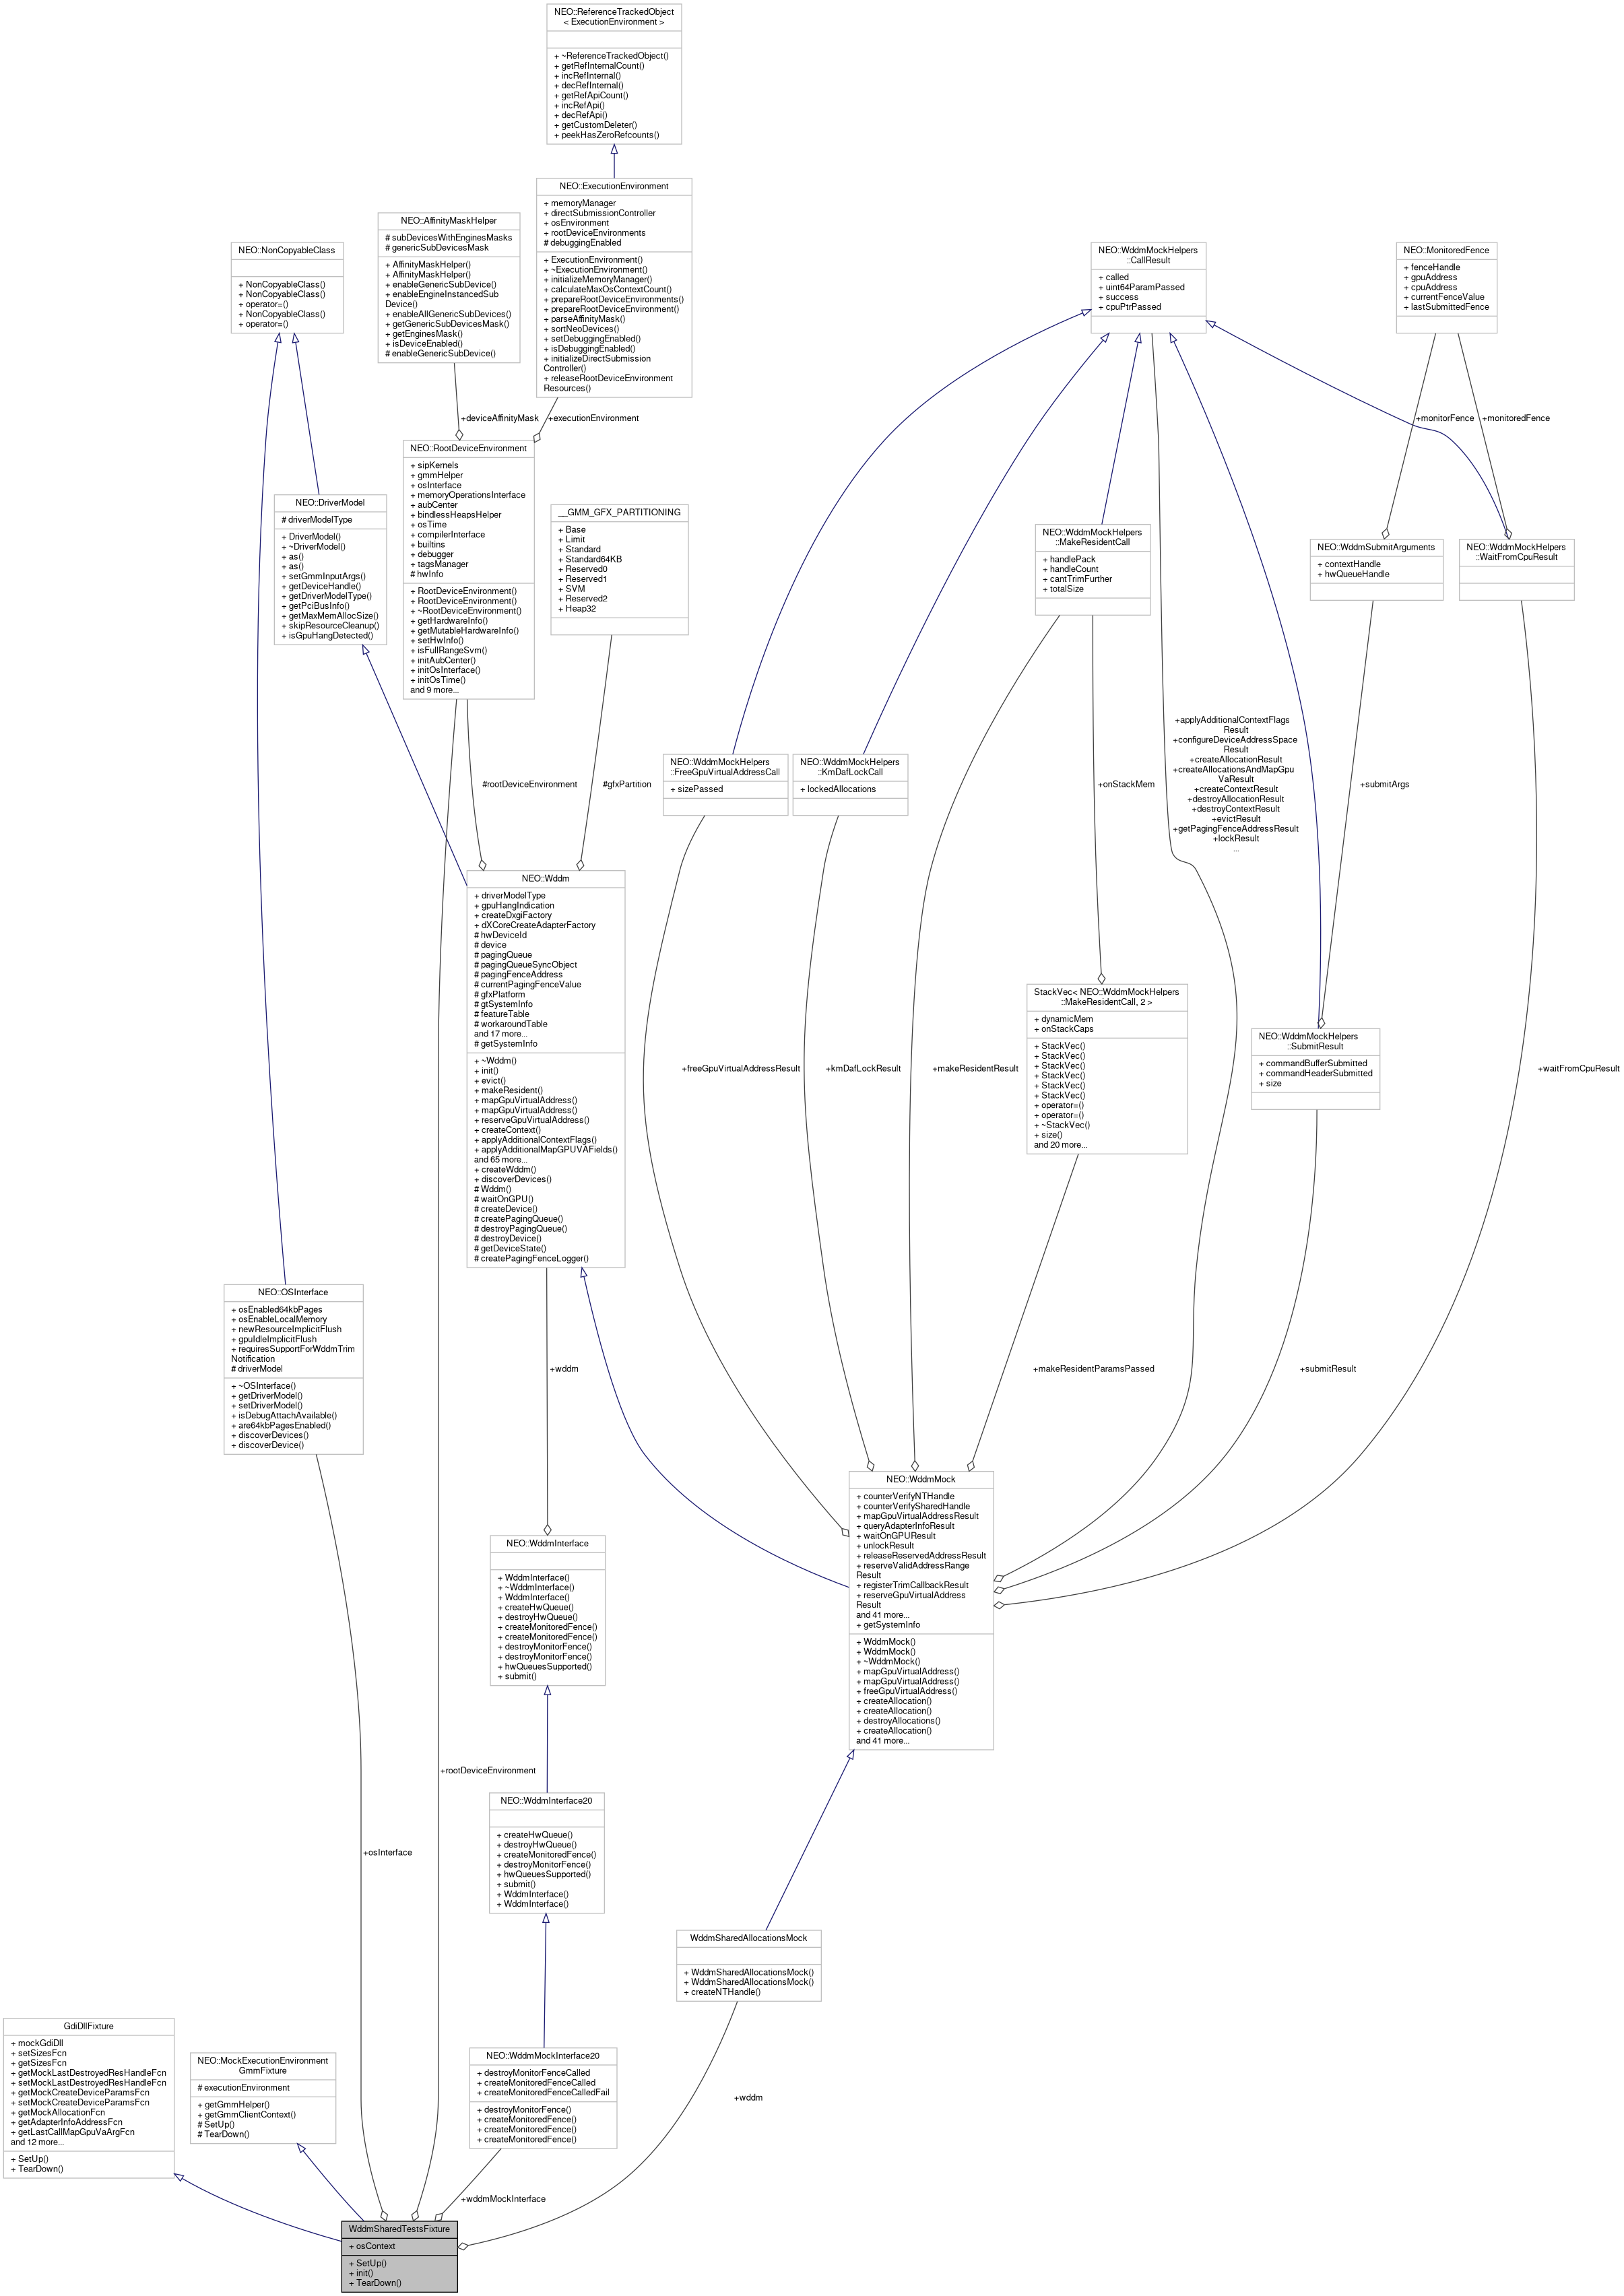 NEO::ReferenceTrackedObject
< ExecutionEnvironment >
+ ~ReferenceTrackedObject()
+ getRefInternalCount()
+ incRefInternal()
+ decRefInternal()
+ getRefApiCount()
+ incRefApi()
+ decRefApi()
+ getCustomDeleter()
+ peekHasZeroRefcounts()
NEO::ExecutionEnvironment
+ memoryManager
+ directSubmissionController
+ osEnvironment
+ rootDeviceEnvironments
# debuggingEnabled
+ ExecutionEnvironment()
+ ~ExecutionEnvironment()
+ initializeMemoryManager()
+ calculateMaxOsContextCount()
+ prepareRootDeviceEnvironments()
+ prepareRootDeviceEnvironment()
+ parseAffinityMask()
+ sortNeoDevices()
+ setDebuggingEnabled()
+ isDebuggingEnabled()
+ initializeDirectSubmission
Controller()
+ releaseRootDeviceEnvironment
Resources()
NEO::AffinityMaskHelper
# subDevicesWithEnginesMasks
# genericSubDevicesMask
+ AffinityMaskHelper()
+ AffinityMaskHelper()
+ enableGenericSubDevice()
+ enableEngineInstancedSub
Device()
+ enableAllGenericSubDevices()
+ getGenericSubDevicesMask()
+ getEnginesMask()
+ isDeviceEnabled()
# enableGenericSubDevice()
NEO::NonCopyableClass
+ NonCopyableClass()
+ NonCopyableClass()
+ operator=()
+ NonCopyableClass()
+ operator=()
NEO::WddmMockHelpers
::CallResult
+ called
+ uint64ParamPassed
+ success
+ cpuPtrPassed
NEO::MonitoredFence
+ fenceHandle
+ gpuAddress
+ cpuAddress
+ currentFenceValue
+ lastSubmittedFence
+deviceAffinityMask
+executionEnvironment
+monitorFence
+monitoredFence
NEO::RootDeviceEnvironment
+ sipKernels
+ gmmHelper
+ osInterface
+ memoryOperationsInterface
+ aubCenter
+ bindlessHeapsHelper
+ osTime
+ compilerInterface
+ builtins
+ debugger
+ tagsManager
# hwInfo
+ RootDeviceEnvironment()
+ RootDeviceEnvironment()
+ ~RootDeviceEnvironment()
+ getHardwareInfo()
+ getMutableHardwareInfo()
+ setHwInfo()
+ isFullRangeSvm()
+ initAubCenter()
+ initOsInterface()
+ initOsTime()
and 9 more...
NEO::DriverModel
# driverModelType
+ DriverModel()
+ ~DriverModel()
+ as()
+ as()
+ setGmmInputArgs()
+ getDeviceHandle()
+ getDriverModelType()
+ getPciBusInfo()
+ getMaxMemAllocSize()
+ skipResourceCleanup()
+ isGpuHangDetected()
__GMM_GFX_PARTITIONING
+ Base
+ Limit
+ Standard
+ Standard64KB
+ Reserved0
+ Reserved1
+ SVM
+ Reserved2
+ Heap32
NEO::WddmMockHelpers
::MakeResidentCall
+ handlePack
+ handleCount
+ cantTrimFurther
+ totalSize
NEO::WddmSubmitArguments
+ contextHandle
+ hwQueueHandle
NEO::WddmMockHelpers
::WaitFromCpuResult
+applyAdditionalContextFlags
Result
+configureDeviceAddressSpace
Result
+createAllocationResult
+createAllocationsAndMapGpu
VaResult
+createContextResult
+destroyAllocationResult
+destroyContextResult
+evictResult
+getPagingFenceAddressResult
+lockResult
...
#rootDeviceEnvironment
#gfxPartition
NEO::WddmMockHelpers
::FreeGpuVirtualAddressCall
+ sizePassed
NEO::WddmMockHelpers
::KmDafLockCall
+ lockedAllocations
+onStackMem
+submitArgs
NEO::Wddm
+ driverModelType
+ gpuHangIndication
+ createDxgiFactory
+ dXCoreCreateAdapterFactory
# hwDeviceId
# device
# pagingQueue
# pagingQueueSyncObject
# pagingFenceAddress
# currentPagingFenceValue
# gfxPlatform
# gtSystemInfo
# featureTable
# workaroundTable
and 17 more...
# getSystemInfo
+ ~Wddm()
+ init()
+ evict()
+ makeResident()
+ mapGpuVirtualAddress()
+ mapGpuVirtualAddress()
+ reserveGpuVirtualAddress()
+ createContext()
+ applyAdditionalContextFlags()
+ applyAdditionalMapGPUVAFields()
and 65 more...
+ createWddm()
+ discoverDevices()
# Wddm()
# waitOnGPU()
# createDevice()
# createPagingQueue()
# destroyPagingQueue()
# destroyDevice()
# getDeviceState()
# createPagingFenceLogger()
StackVec< NEO::WddmMockHelpers
::MakeResidentCall, 2 >
+ dynamicMem
+ onStackCaps
+ StackVec()
+ StackVec()
+ StackVec()
+ StackVec()
+ StackVec()
+ StackVec()
+ operator=()
+ operator=()
+ ~StackVec()
+ size()
and 20 more...
NEO::WddmMockHelpers
::SubmitResult
+ commandBufferSubmitted
+ commandHeaderSubmitted
+ size
+freeGpuVirtualAddressResult
+kmDafLockResult
+makeResidentResult
+waitFromCpuResult
NEO::OSInterface
+ osEnabled64kbPages
+ osEnableLocalMemory
+ newResourceImplicitFlush
+ gpuIdleImplicitFlush
+ requiresSupportForWddmTrim
Notification
# driverModel
+ ~OSInterface()
+ getDriverModel()
+ setDriverModel()
+ isDebugAttachAvailable()
+ are64kbPagesEnabled()
+ discoverDevices()
+ discoverDevice()
+wddm
+makeResidentParamsPassed
+submitResult
NEO::WddmMock
+ counterVerifyNTHandle
+ counterVerifySharedHandle
+ mapGpuVirtualAddressResult
+ queryAdapterInfoResult
+ waitOnGPUResult
+ unlockResult
+ releaseReservedAddressResult
+ reserveValidAddressRange
Result
+ registerTrimCallbackResult
+ reserveGpuVirtualAddress
Result
and 41 more...
+ getSystemInfo
+ WddmMock()
+ WddmMock()
+ ~WddmMock()
+ mapGpuVirtualAddress()
+ mapGpuVirtualAddress()
+ freeGpuVirtualAddress()
+ createAllocation()
+ createAllocation()
+ destroyAllocations()
+ createAllocation()
and 41 more...
NEO::WddmInterface
+ WddmInterface()
+ ~WddmInterface()
+ WddmInterface()
+ createHwQueue()
+ destroyHwQueue()
+ createMonitoredFence()
+ createMonitoredFence()
+ destroyMonitorFence()
+ destroyMonitorFence()
+ hwQueuesSupported()
+ submit()
+rootDeviceEnvironment
NEO::WddmInterface20
+ createHwQueue()
+ destroyHwQueue()
+ createMonitoredFence()
+ destroyMonitorFence()
+ hwQueuesSupported()
+ submit()
+ WddmInterface()
+ WddmInterface()
+osInterface
WddmSharedAllocationsMock
+ WddmSharedAllocationsMock()
+ WddmSharedAllocationsMock()
+ createNTHandle()
GdiDllFixture
+ mockGdiDll
+ setSizesFcn
+ getSizesFcn
+ getMockLastDestroyedResHandleFcn
+ setMockLastDestroyedResHandleFcn
+ getMockCreateDeviceParamsFcn
+ setMockCreateDeviceParamsFcn
+ getMockAllocationFcn
+ getAdapterInfoAddressFcn
+ getLastCallMapGpuVaArgFcn
and 12 more...
+ SetUp()
+ TearDown()
NEO::MockExecutionEnvironment
GmmFixture
# executionEnvironment
+ getGmmHelper()
+ getGmmClientContext()
# SetUp()
# TearDown()
NEO::WddmMockInterface20
+ destroyMonitorFenceCalled
+ createMonitoredFenceCalled
+ createMonitoredFenceCalledFail
+ destroyMonitorFence()
+ createMonitoredFence()
+ createMonitoredFence()
+ createMonitoredFence()
+wddm
+wddmMockInterface
WddmSharedTestsFixture
+ osContext
+ SetUp()
+ init()
+ TearDown()